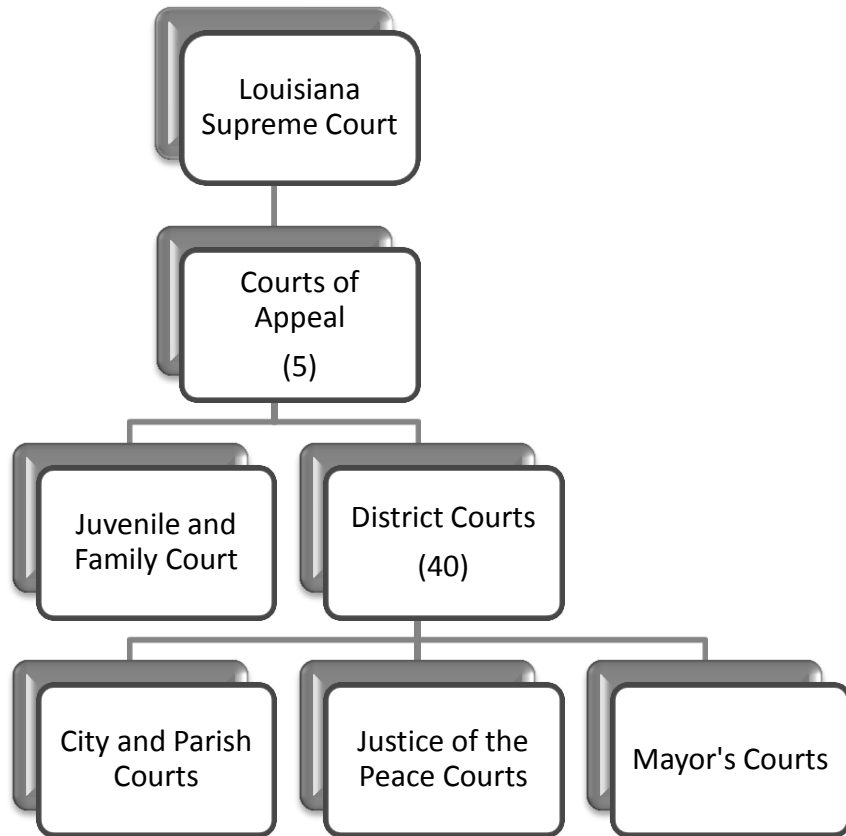 Louisiana
Supreme Court
Courts of
Appeal
(5)
Juvenile and
Family Court
District Courts
(40)
City and Parish
Courts
Justice of the
Peace Courts
Mayor's Courts